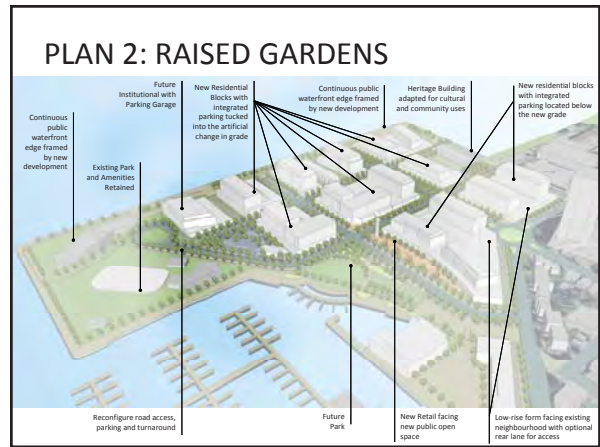 PLAN 2: RAISED GARDENS
Continuous
public
waterfront
edge framed
by new
development
Existing Park
and Amenities
Retained
Future
Institutional with
Parking Garage
New Residential
Blocks with
integrated
parking tucked
into the artificial
change in grade
Continuous public
waterfront edge framed
by new development
Heritage Building
adapted for cultural
and community uses
New residential blocks
with integrated
parking located below
the new grade
Reconfigure road access,
parking and turnaround
Future
Park
New Retail facing
new public open
space
Low-rise form facing existing
neighbourhood with optional
rear lane for access